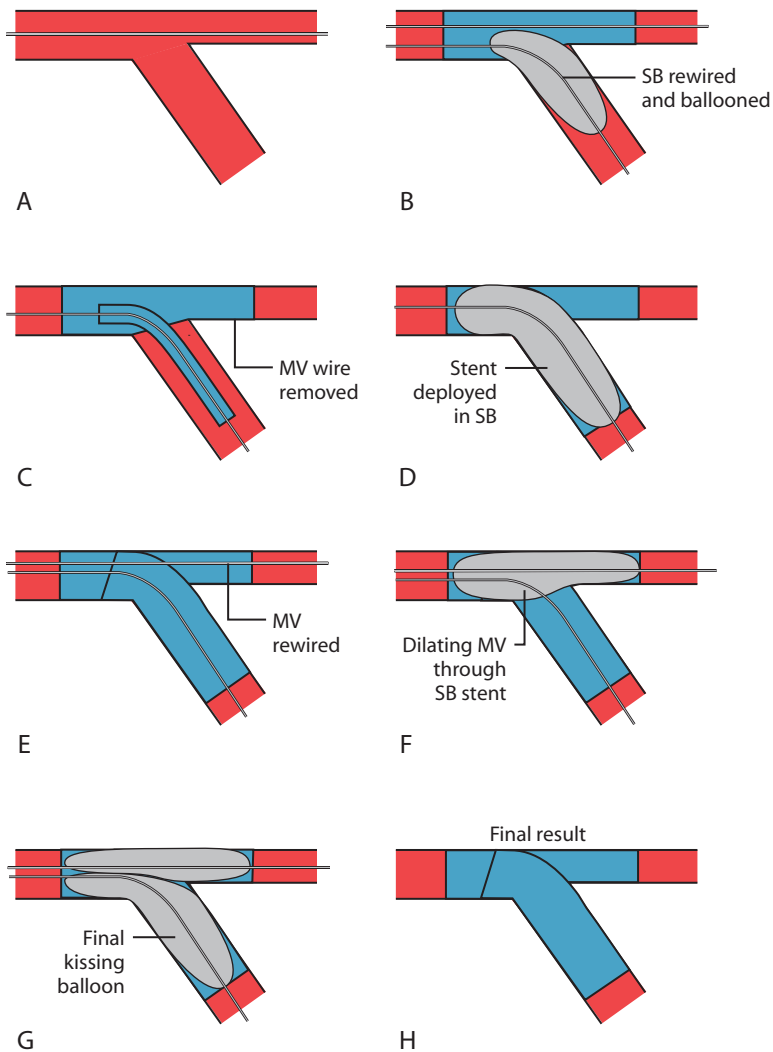 A
SB rewired
and ballooned
B
MV wire
removed
C
Stent
deployed
in SB
D
MV
rewired
E
Dilating MV
through
SB stent
F
Final
kissing
balloon
G
Final result
H